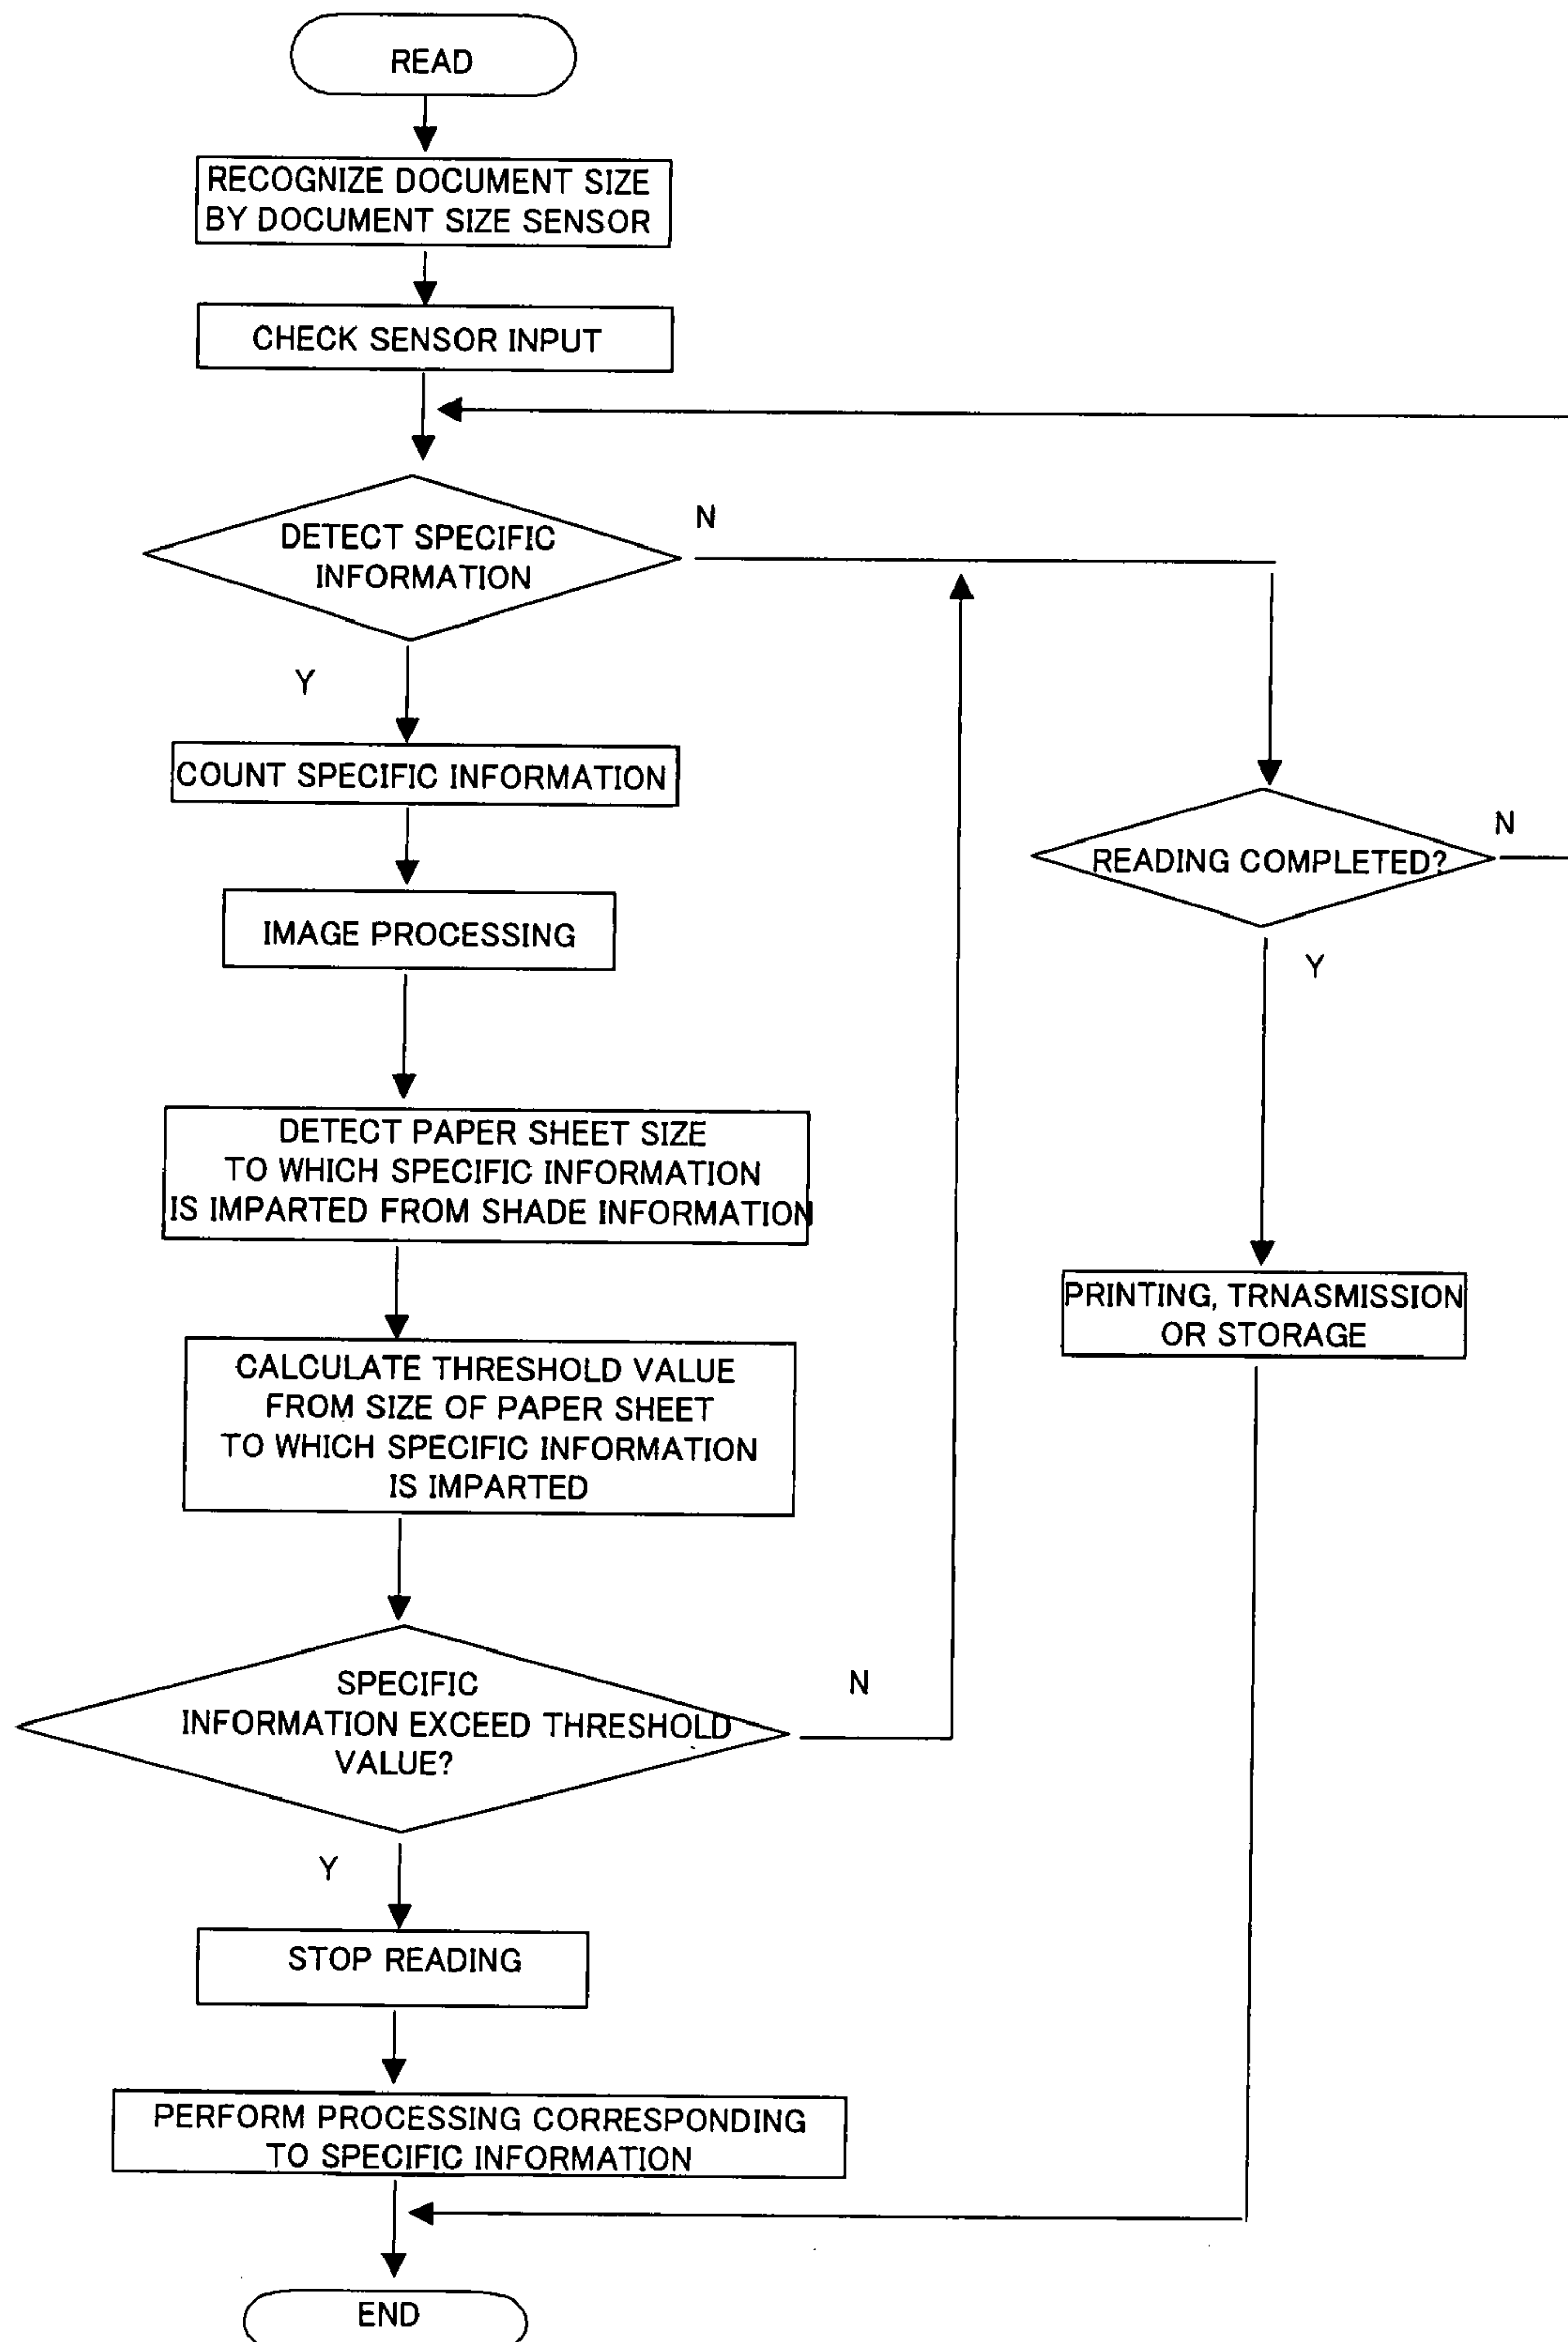 READ
RECOGNIZE DOCUMENT SIZE
BY DOCUMENT SIZE SENSOR
CHECK SENSOR INPUT
DETECT SPECIFIC
INFORMATION
N
Y
COUNT SPECIFIC INFORMATION
READING COMPLETED?
N
Y
IMAGE PROCESSING
DETECT PAPER SHEET SIZE
TO WHICH SPECIFIC INFORMATION
IS IMPARTED FROM SHADE INFORMATION
PRINTING, TRNASMISSION
OR STORAGE
CALCULATE THRESHOLD VALUE
FROM SIZE OF PAPER SHEET
TO WHICH SPECIFIC INFORMATION
IS IMPARTED
SPECIFIC
INFORMATION EXCEED THRESHOLD
VALUE?
N
Y
STOP READING
PERFORM PROCESSING CORRESPONDING
TO SPECIFIC INFORMATION
END